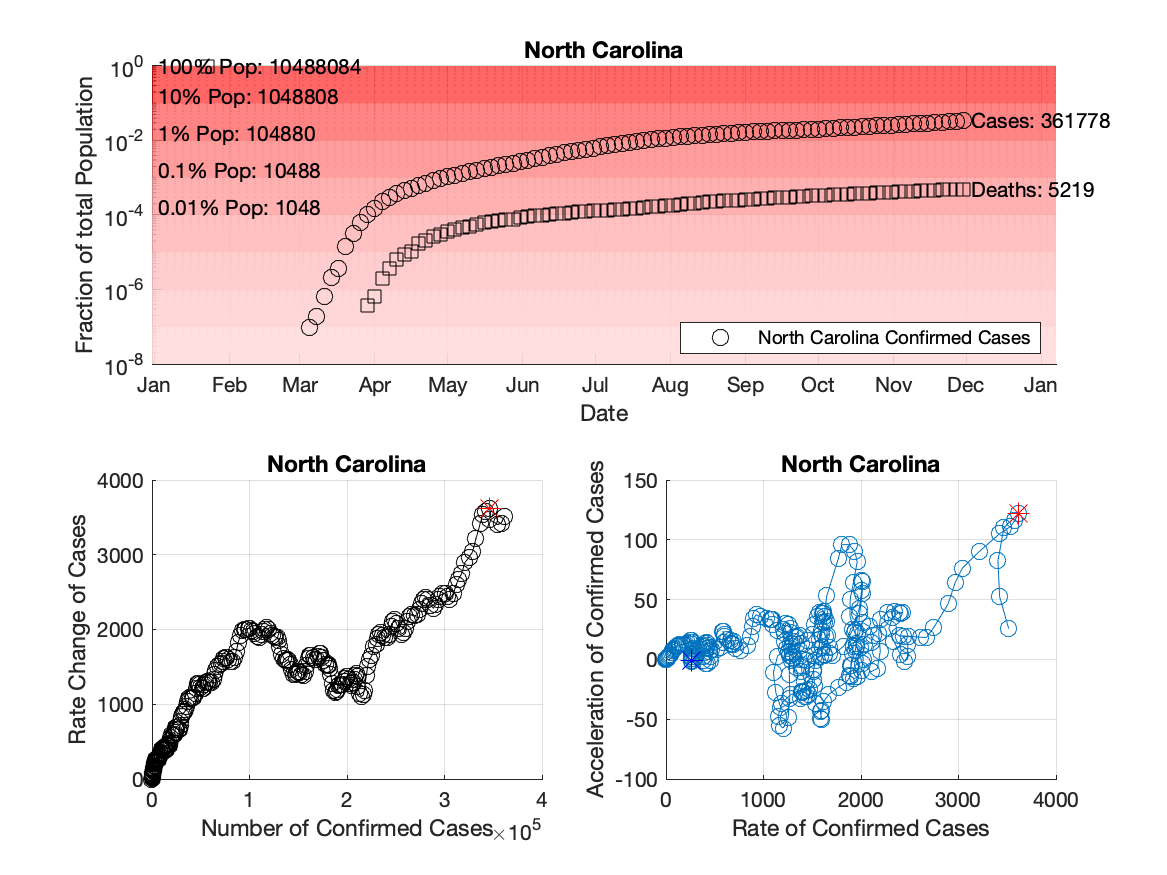 North Carolina
Fraction of total Population
10^0
10^-2
10^-4
10^-6
10^-8
100% Pop: 10488084
10% Pop: 1048808
1% Pop: 104880
0.1% Pop: 10488
0.01% Pop: 1048
Cases: 361778
Deaths: 5219
North Carolina Confirmed Cases
Jan Feb Mar Apr May Jun Jul Aug Sep Oct Nov Dec Jan
Date
North Carolina
Rate Change of Cases
4000
3000
2000
1000
0
0 1 2 3 4
Number of Confirmed Cases ×10^5
North Carolina
Acceleration of Confirmed Cases
150
100
50
0
-50
-100
0 1000 2000 3000 4000
Rate of Confirmed Cases